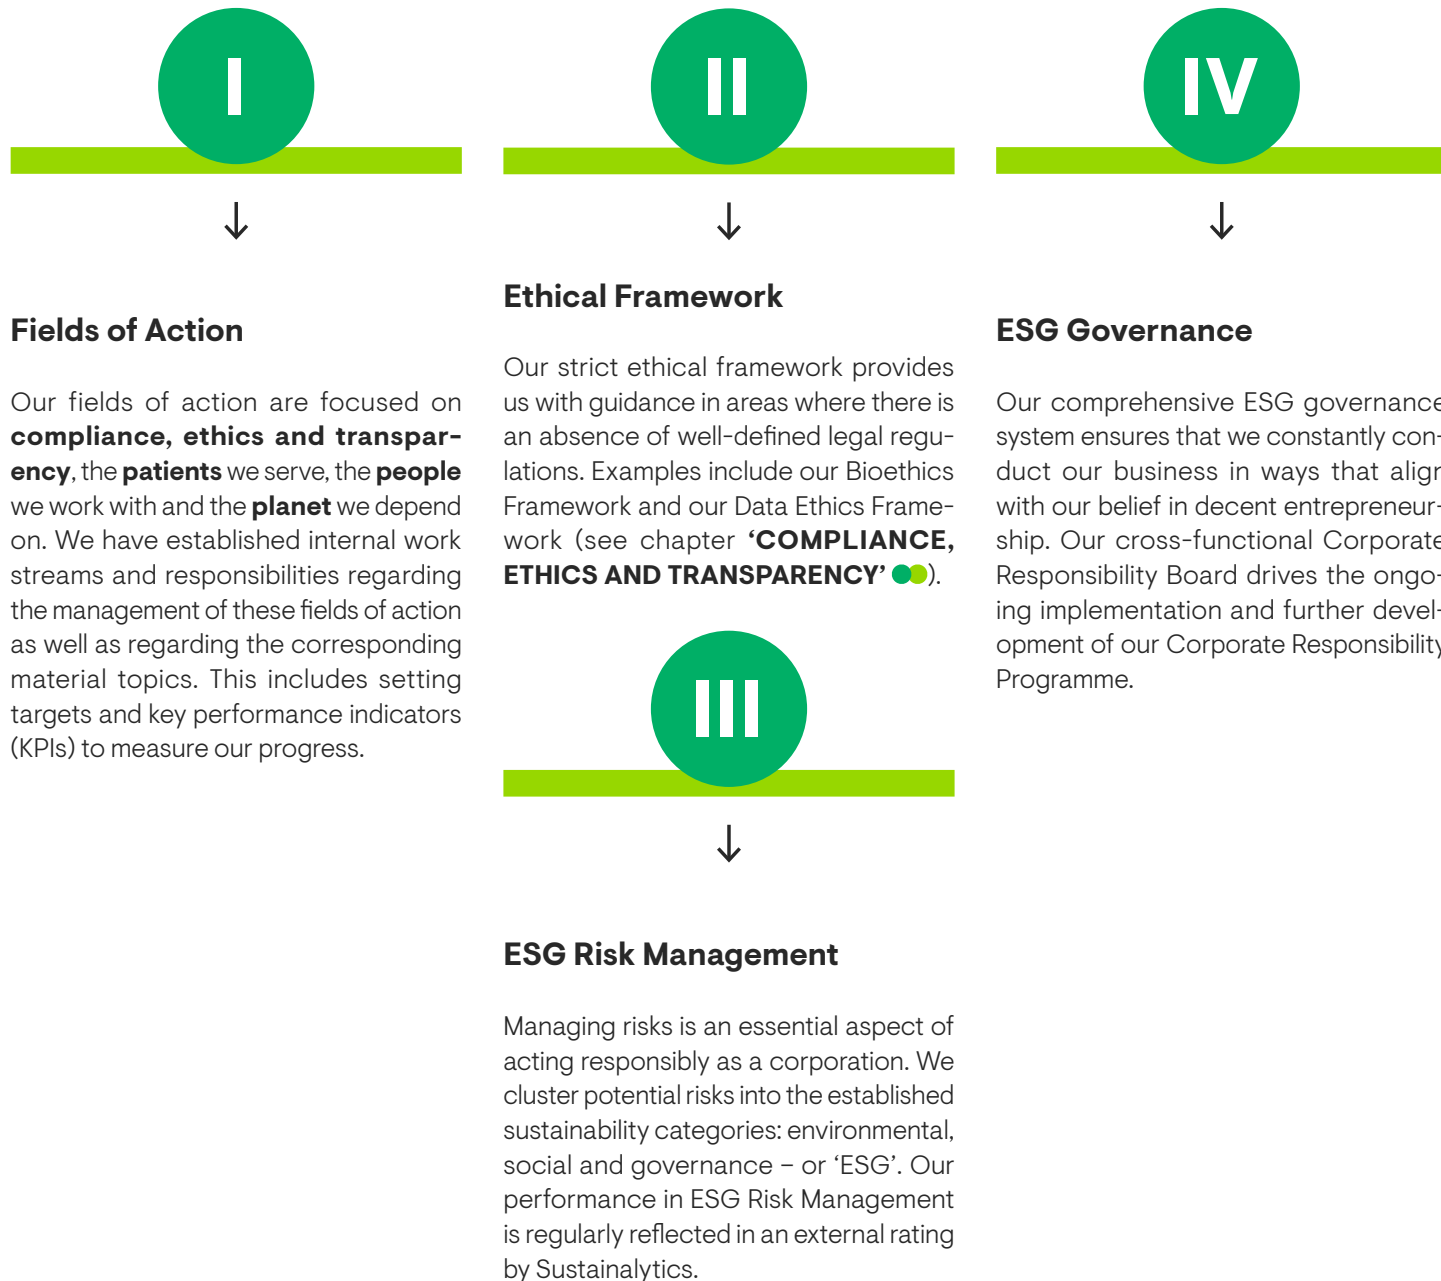 I
Fields of Action
Our fields of action are focused on
compliance, ethics and transpar-
ency, the patients we serve, the people
we work with and the planet we depend
on. We have established internal work
streams and responsibilities regarding
the management of these fields of action
as well as regarding the corresponding
material topics. This includes setting
targets and key performance indicators
(KPIs) to measure our progress.
II
Ethical Framework
Our strict ethical framework provides
us with guidance in areas where there is
an absence of well-defined legal regu-
lations. Examples include our Bioethics
Framework and our Data Ethics Frame-
work (see chapter ‘COMPLIANCE,
ETHICS AND TRANSPARENCY’ ).
III
ESG Risk Management
Managing risks is an essential aspect of
acting responsibly as a corporation. We
cluster potential risks into the established
sustainability categories: environmental,
social and governance – or ‘ESG’. Our
performance in ESG Risk Management
is regularly reflected in an external rating
by Sustainalytics.
IV
ESG Governance
Our comprehensive ESG governance
system ensures that we constantly con-
duct our business in ways that align
with our belief in decent entrepreneur-
ship. Our cross-functional Corporate
Responsibility Board drives the ongo-
ing implementation and further devel-
opment of our Corporate Responsibility
Programme.